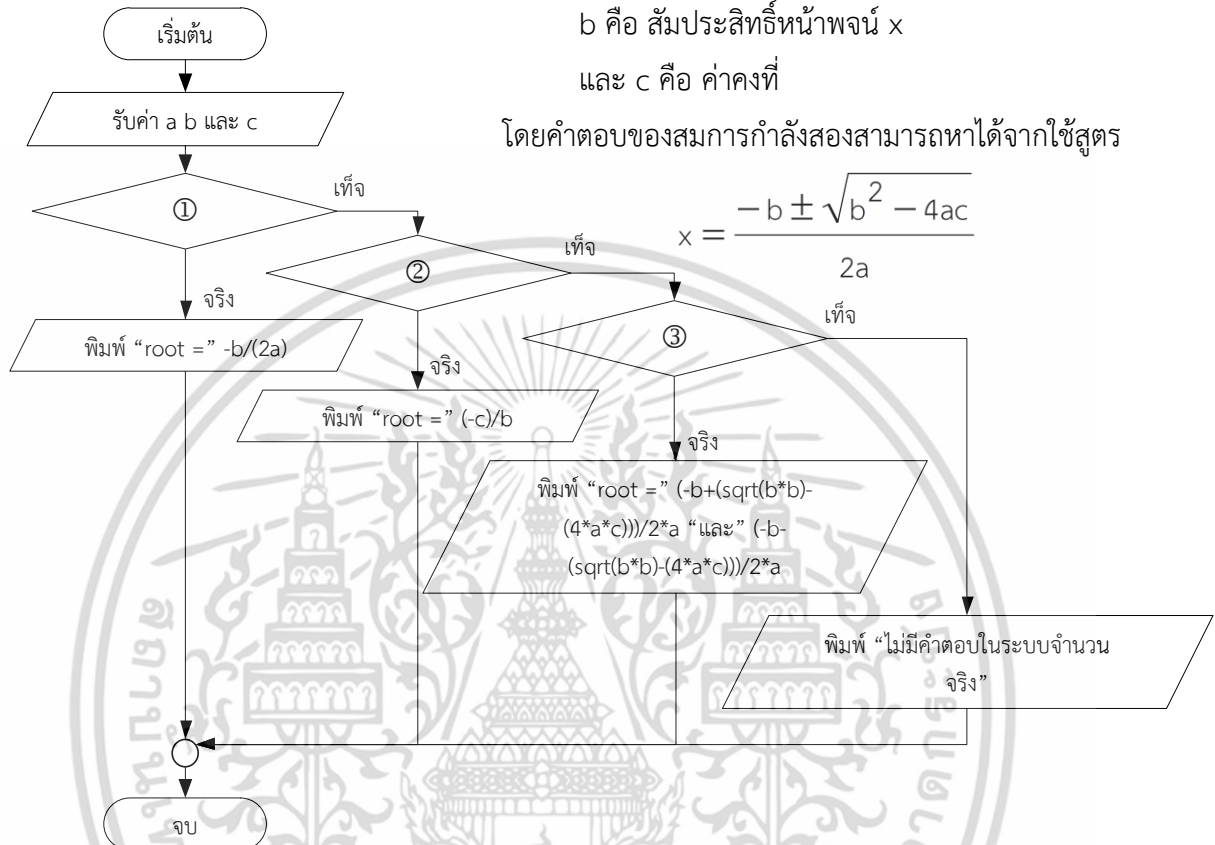 b คือ สัมประสิทธิ์หน้าพจน์ x
และ c คือ ค่าคงที่
โดยคำตอบของสมการกำลังสองสามารถหาได้จากใช้สูตร
x = \frac{-b ± \sqrt{b^2 - 4ac}}{2a}
เริ่มต้น
รับค่า a b และ c
①
เท็จ
จริง
พิมพ์ “root =” -b/(2a)
②
เท็จ
จริง
พิมพ์ “root =” (-c)/b
③
เท็จ
จริง
พิมพ์ “root =” (-b+(sqrt(b*b)-
(4*a*c)))/2*a “และ” (-b-
(sqrt(b*b)-(4*a*c)))/2*a
พิมพ์ “ไม่มีคำตอบในระบบจำนวน
จริง”
จบ